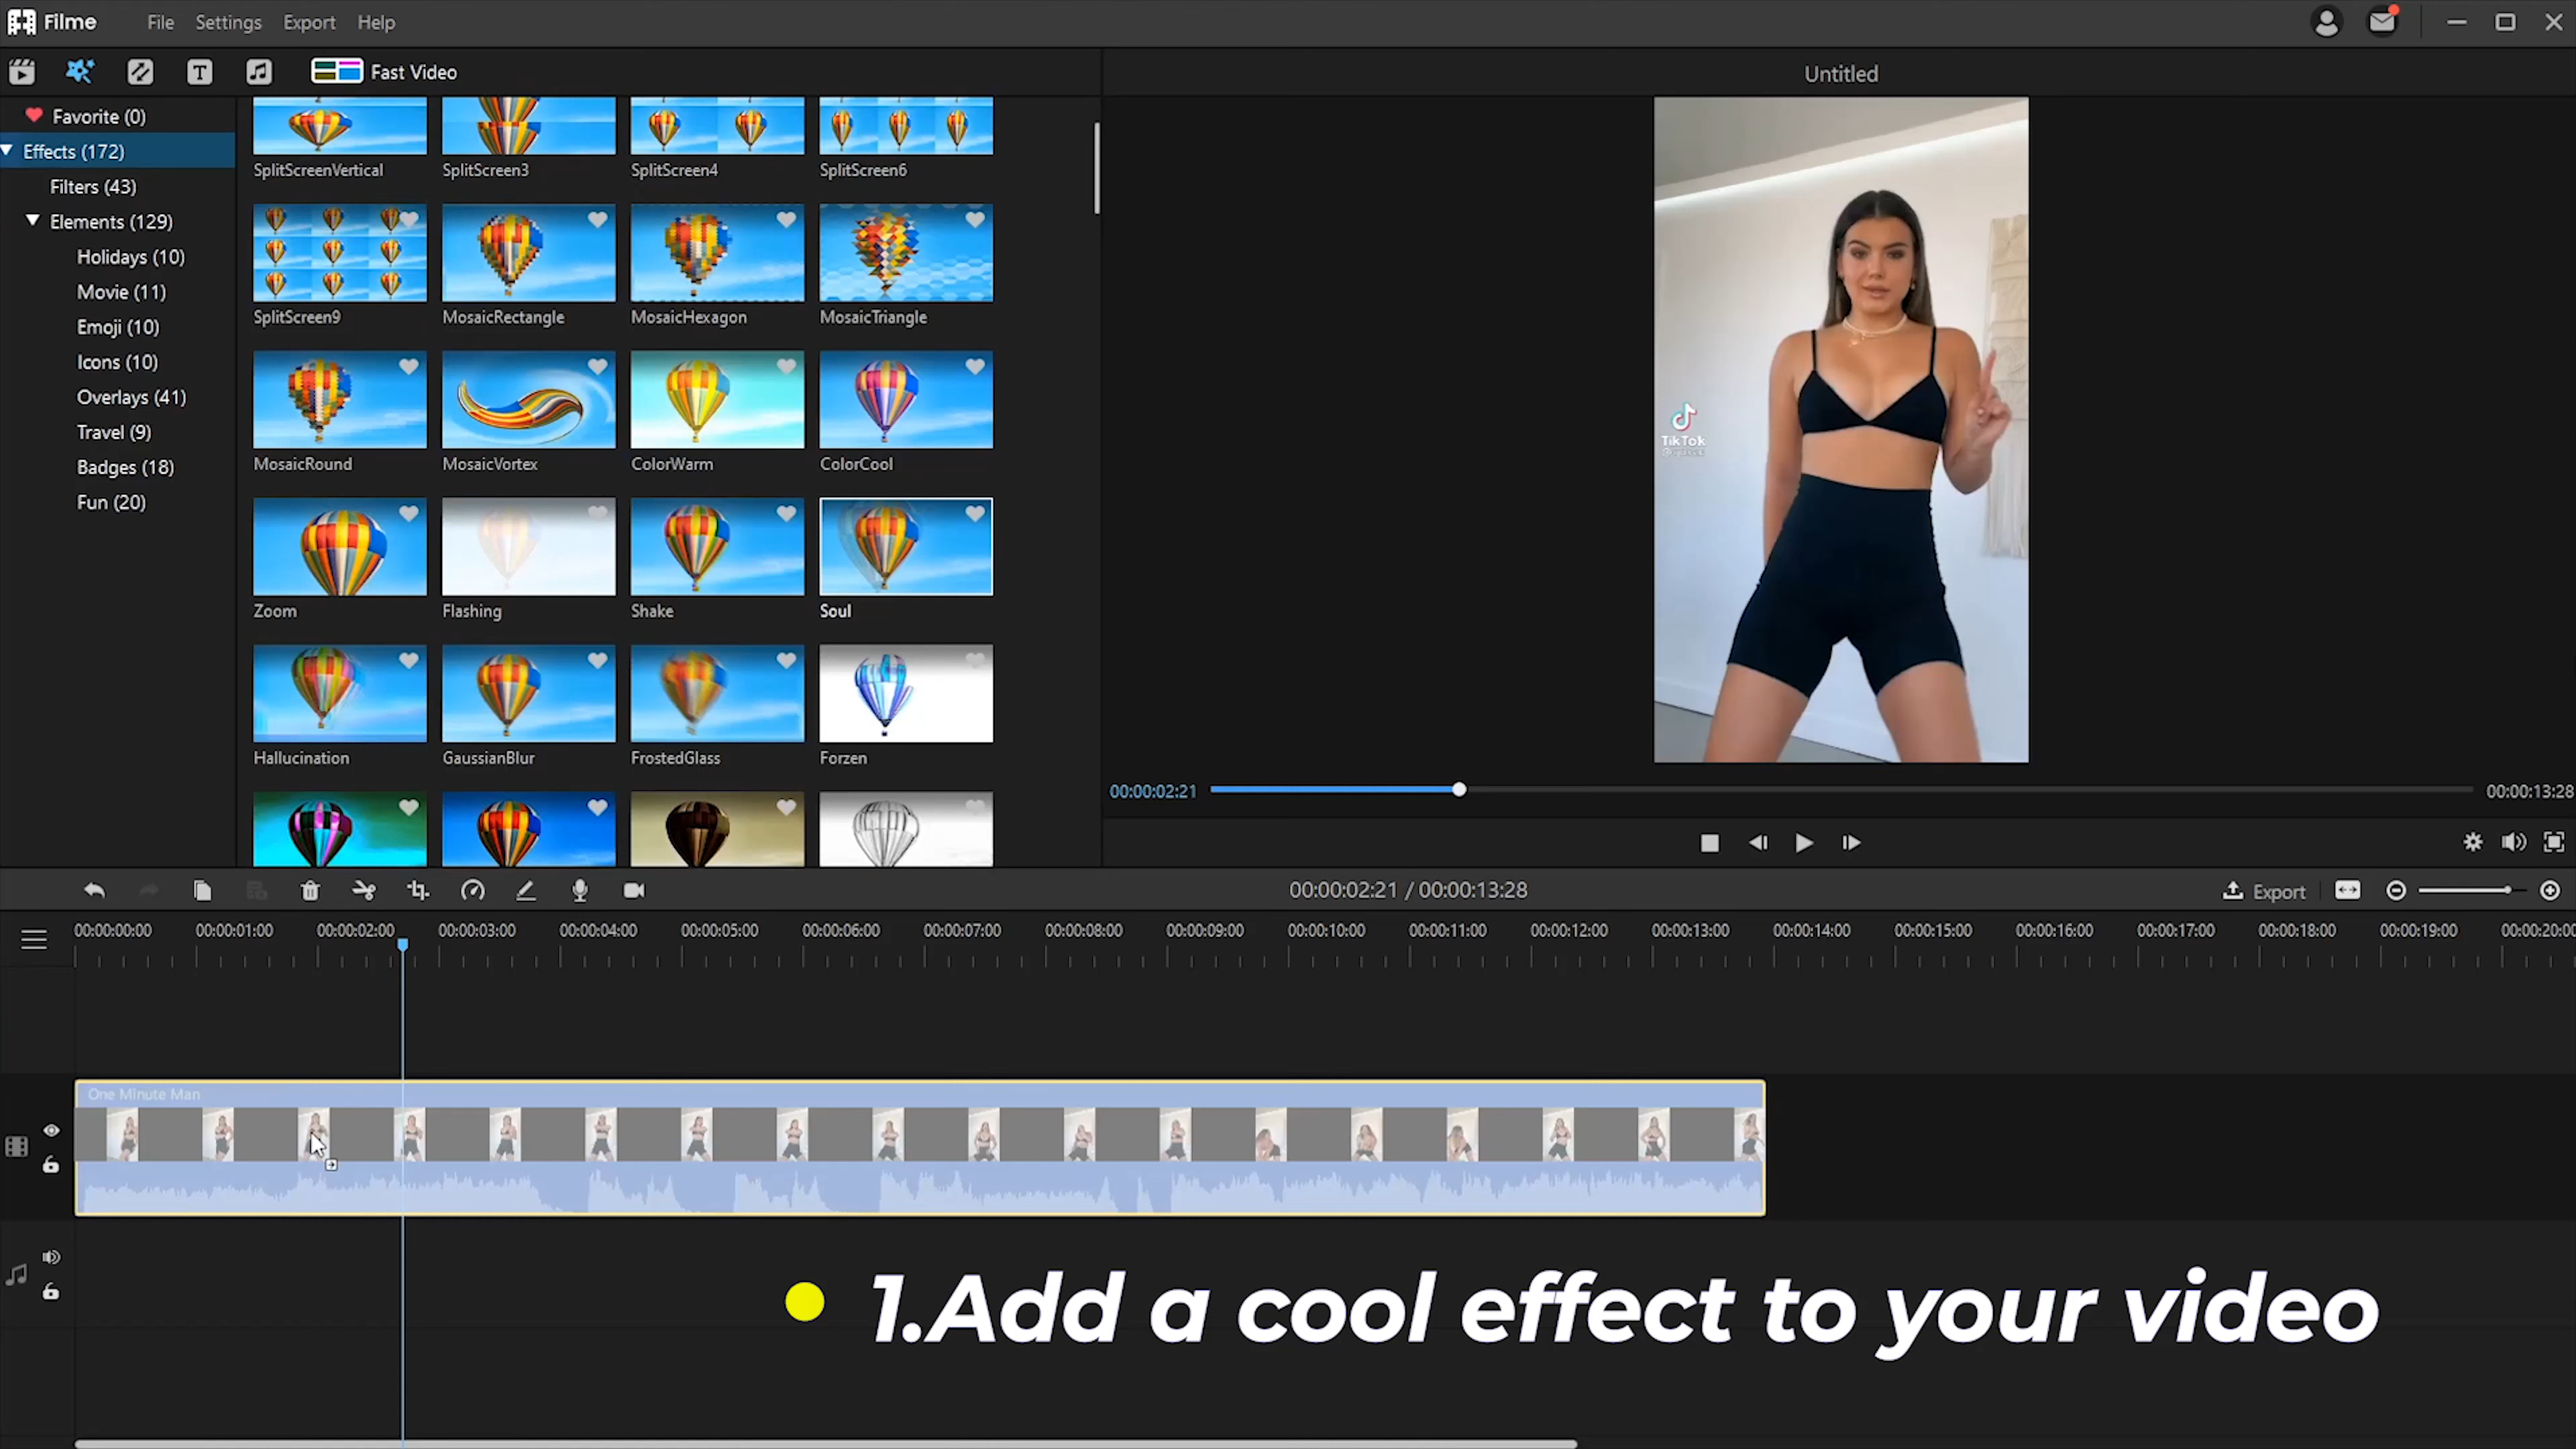 Filme File Settings Export Help
Fast Video
Untitled
Favorite (0)
Effects (172)
Filters (43)
Elements (129)
Holidays (10)
Movie (11)
Emoji (10)
Icons (10)
Overlays (41)
Travel (9)
Badges (18)
Fun (20)
SplitScreenVertical SplitScreen3 SplitScreen4 SplitScreen6
SplitScreen9 MosaicRectangle MosaicHexagon MosaicTriangle
MosaicRound MosaicVortex ColorWarm ColorCool
Zoom Flashing Shake Soul
Hallucination GaussianBlur FrostedGlass Forzen
TikTok
00:00:02:21 00:00:13:28
00:00:02:21 / 00:00:13:28 Export
00:00:00:00 00:00:01:00 00:00:02:00 00:00:03:00 00:00:04:00 00:00:05:00 00:00:06:00 00:00:07:00 00:00:08:00 00:00:09:00 00:00:10:00 00:00:11:00 00:00:12:00 00:00:13:00 00:00:14:00 00:00:15:00 00:00:16:00 00:00:17:00 00:00:18:00 00:00:19:00 00:00:20:00
One Minute Man
1.Add a cool effect to your video